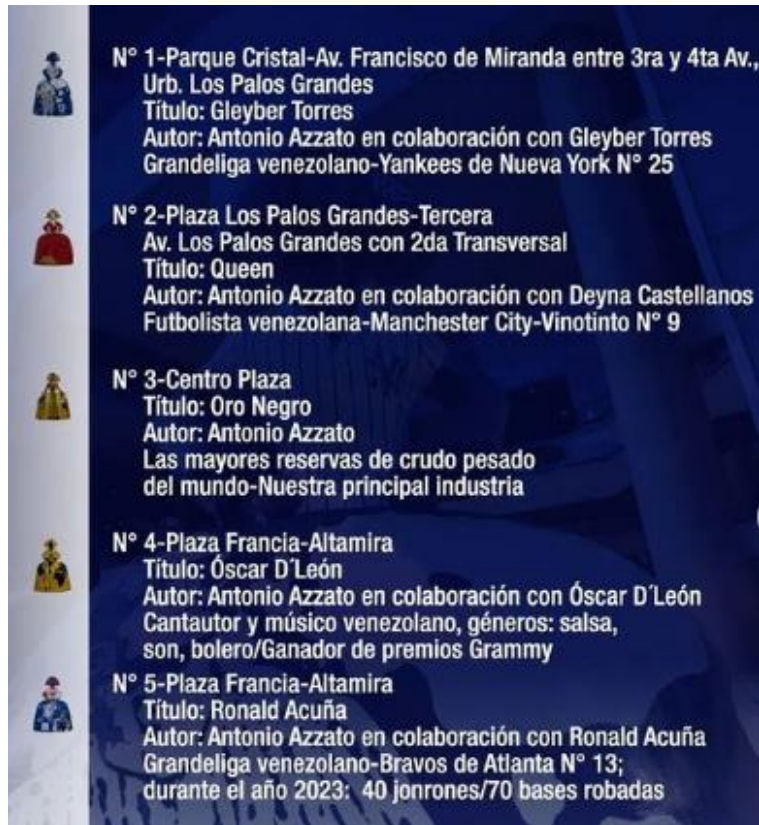 N° 1-Parque Cristal-Av. Francisco de Miranda entre 3ra y 4ta Av.,
Urb. Los Palos Grandes
Título: Gleyber Torres
Autor: Antonio Azzato en colaboración con Gleyber Torres
Grandeliga venezolano-Yankees de Nueva York N° 25
N° 2-Plaza Los Palos Grandes-Tercera
Av. Los Palos Grandes con 2da Transversal
Título: Queen
Autor: Antonio Azzato en colaboración con Deyna Castellanos
Futbolista venezolana-Manchester City-Vinotinto N° 9
N° 3-Centro Plaza
Título: Oro Negro
Autor: Antonio Azzato
Las mayores reservas de crudo pesado
del mundo-Nuestra principal industria
N° 4-Plaza Francia-Altamira
Título: Óscar D´León
Autor: Antonio Azzato en colaboración con Óscar D´León
Cantautor y músico venezolano, géneros: salsa,
son, bolero/Ganador de premios Grammy
N° 5-Plaza Francia-Altamira
Título: Ronald Acuña
Autor: Antonio Azzato en colaboración con Ronald Acuña
Grandeliga venezolano-Bravos de Atlanta N° 13;
durante el año 2023: 40 jonrones/70 bases robadas